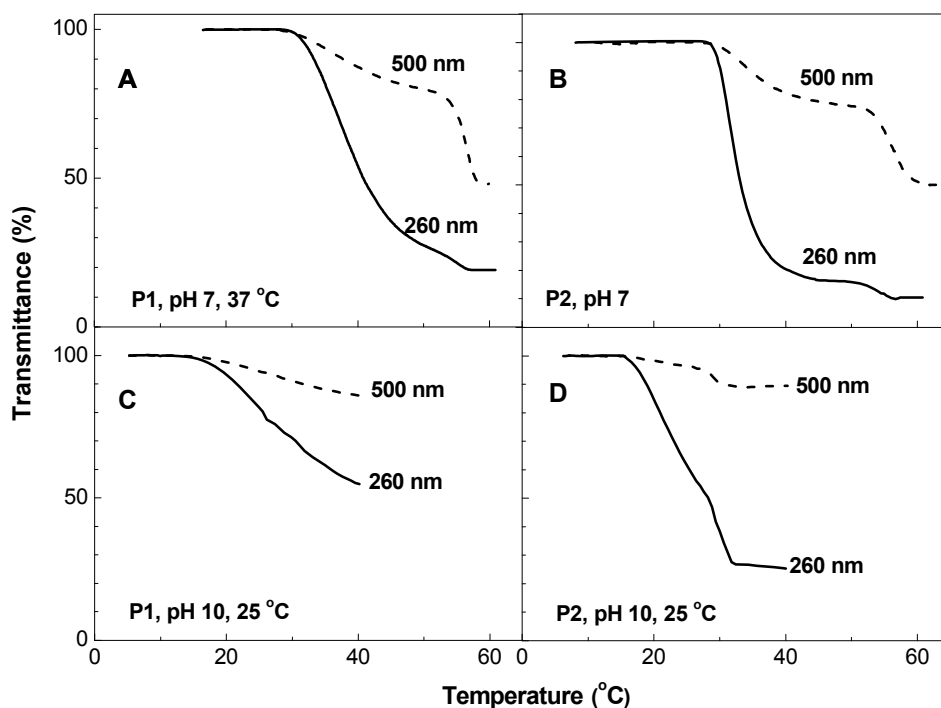 100
A
500 nm
B
500 nm
50
260 nm
260 nm
P1, pH 7, 37 °C
P2, pH 7
0
100
C
500 nm
D
500 nm
50
260 nm
260 nm
P1, pH 10, 25 °C
P2, pH 10, 25 °C
0
0 20 40 60 0 20 40 60
Transmittance (%)
Temperature (°C)